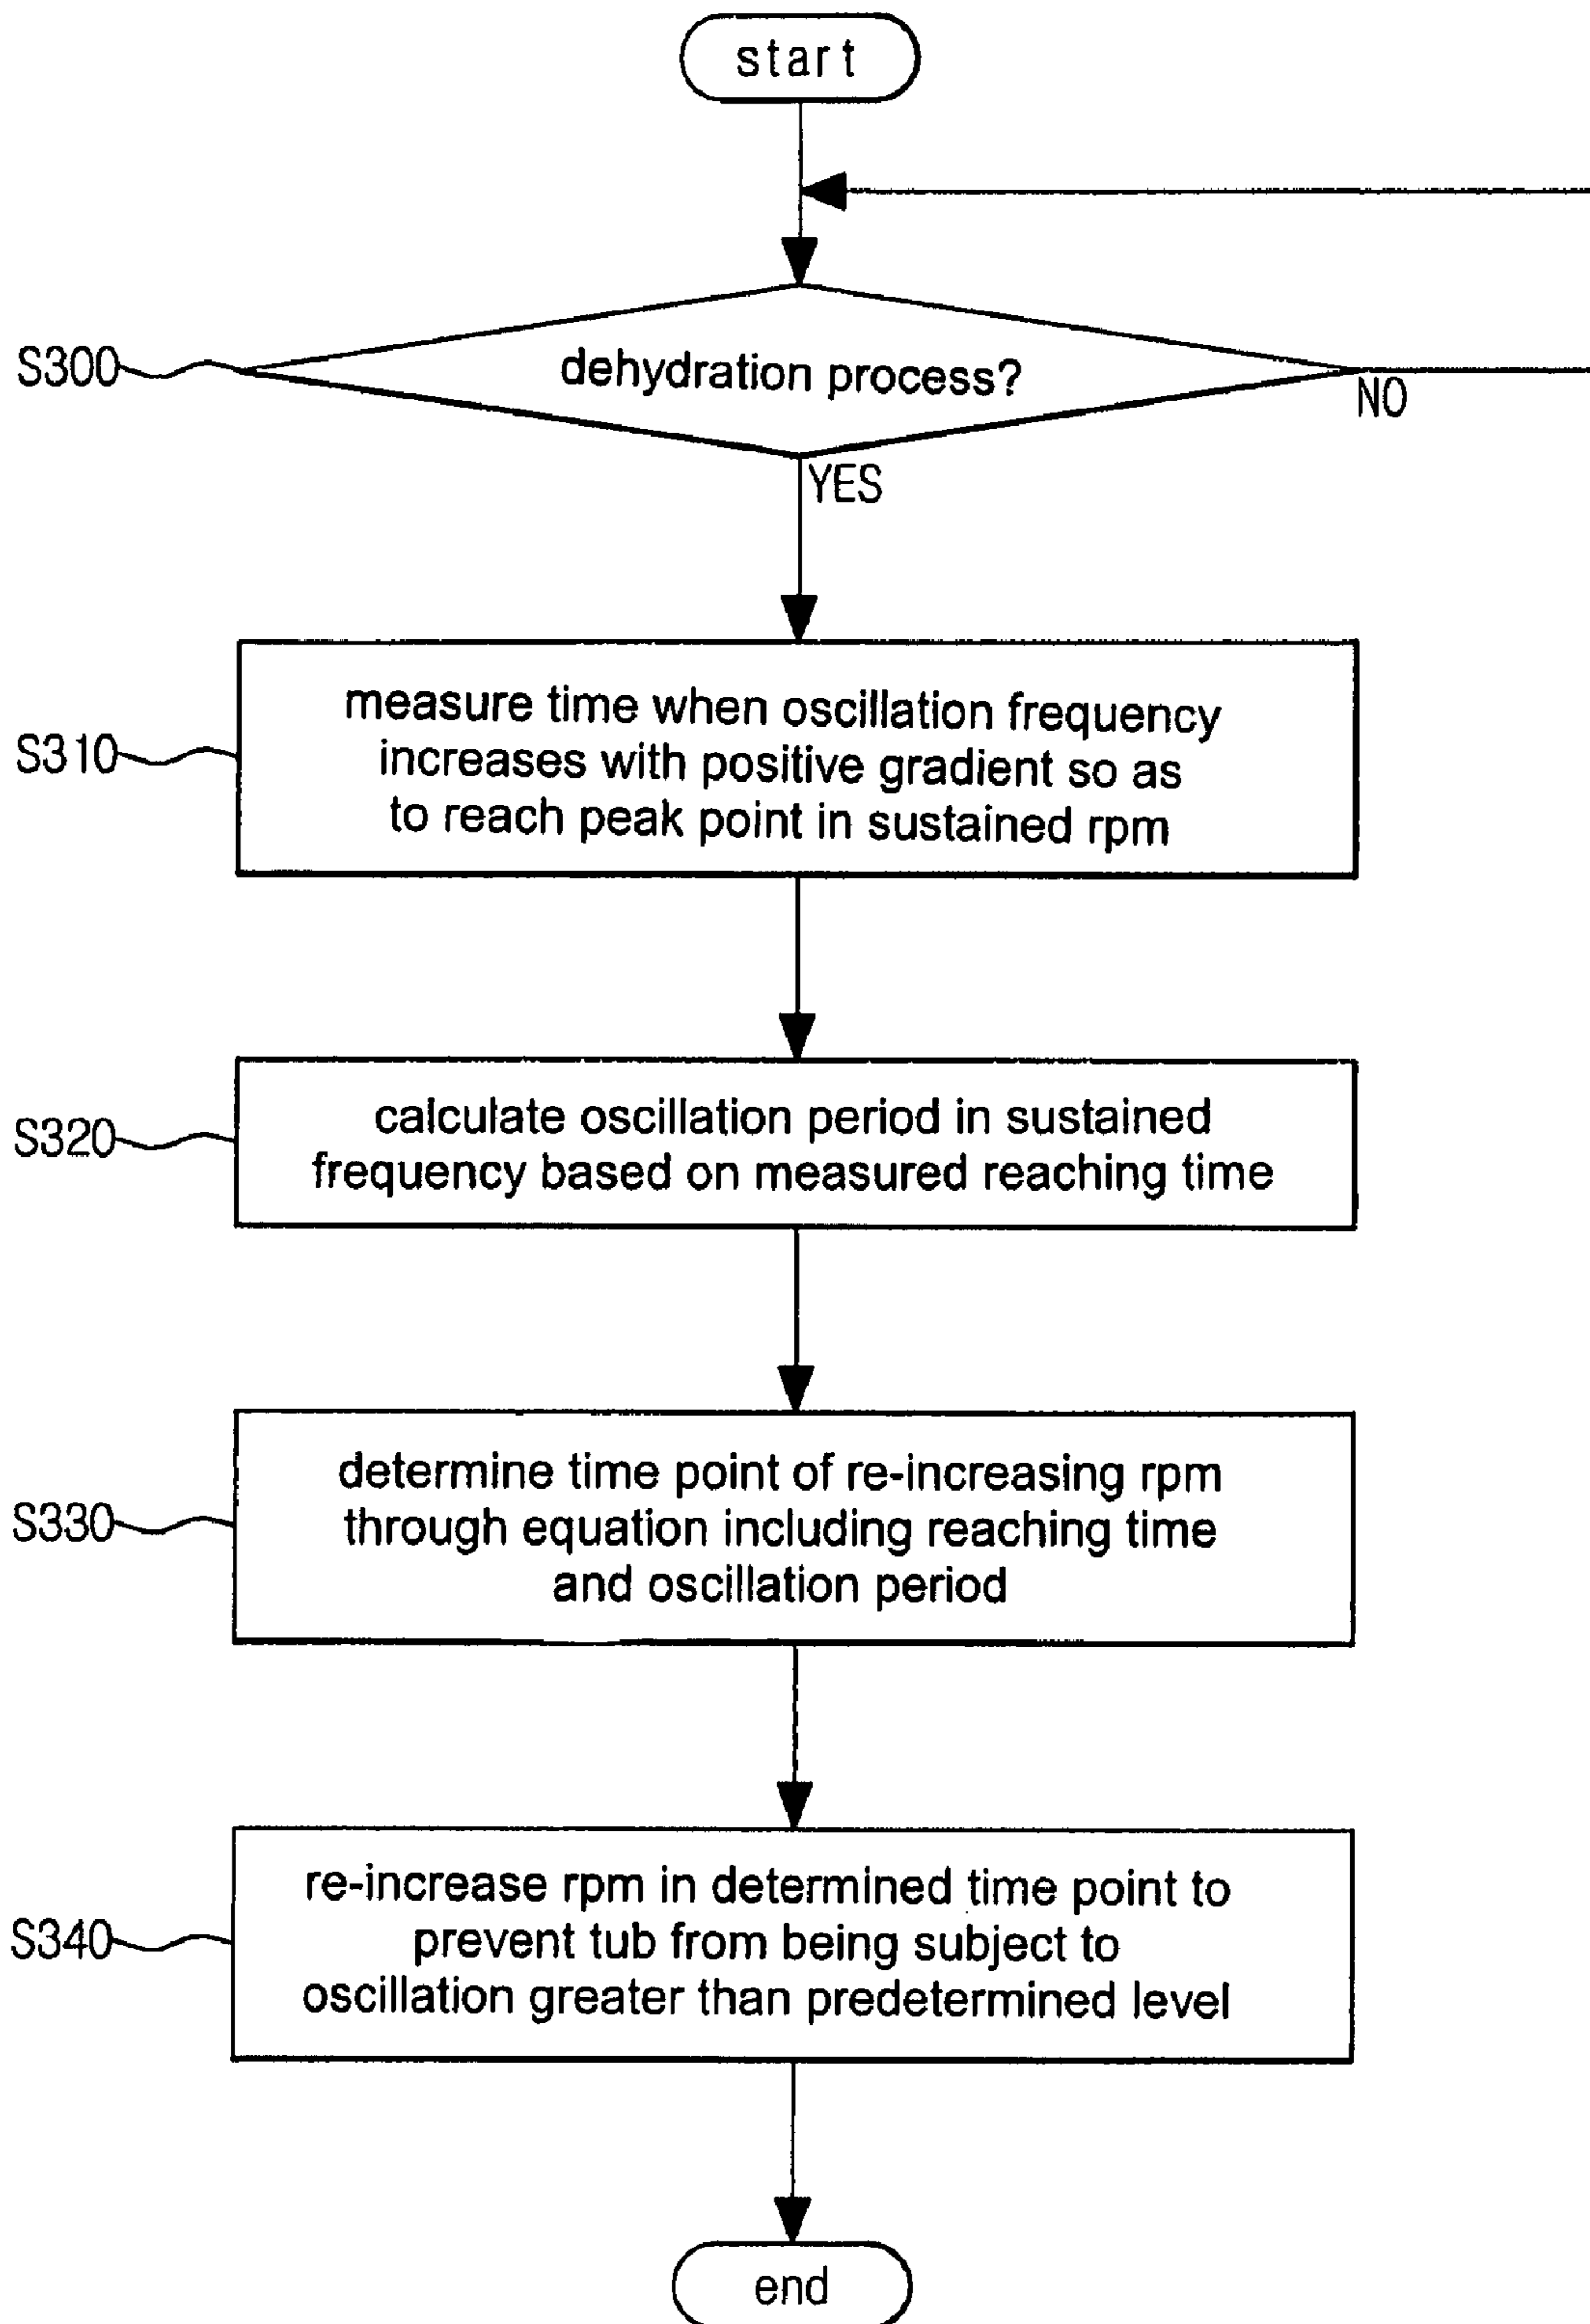 start
S300
dehydration process?
NO
YES
S310
measure time when oscillation frequency
increases with positive gradient so as
to reach peak point in sustained rpm
S320
calculate oscillation period in sustained
frequency based on measured reaching time
S330
determine time point of re-increasing rpm
through equation including reaching time
and oscillation period
S340
re-increase rpm in determined time point to
prevent tub from being subject to
oscillation greater than predetermined level
end